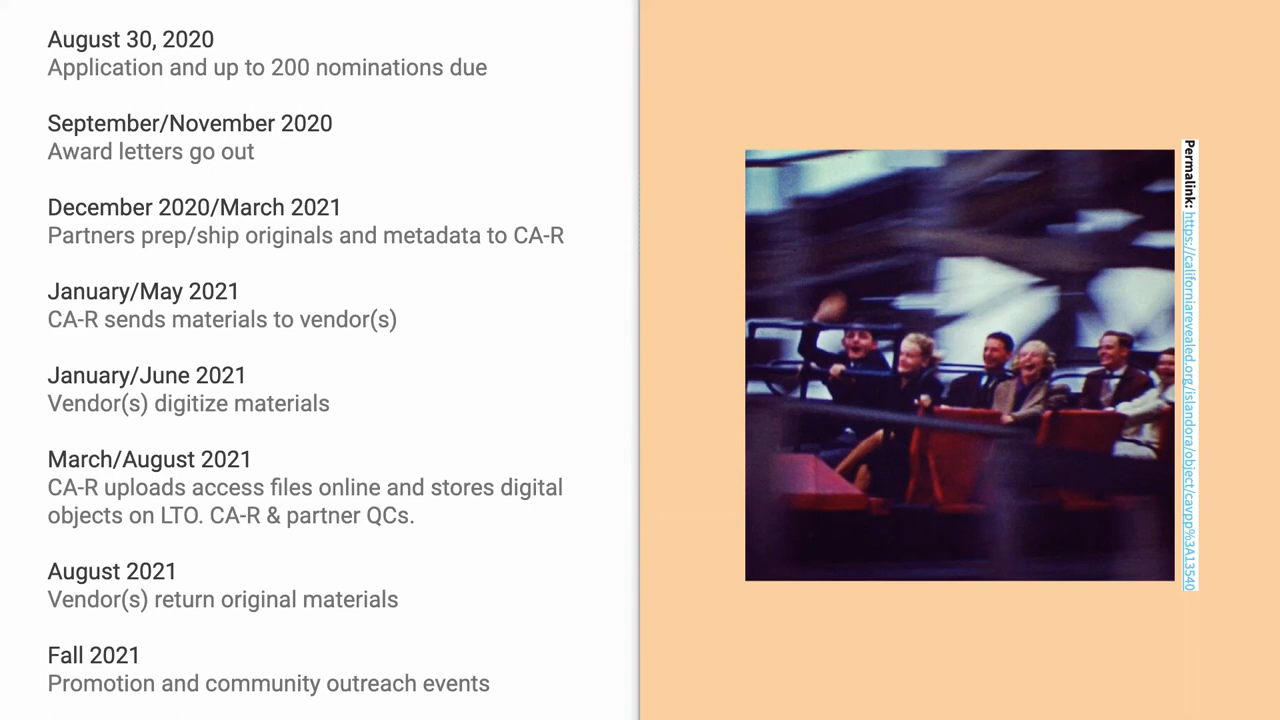 August 30, 2020
Application and up to 200 nominations due
September/November 2020
Award letters go out
December 2020/March 2021
Partners prep/ship originals and metadata to CA-R
January/May 2021
CA-R sends materials to vendor(s)
January/June 2021
Vendor(s) digitize materials
March/August 2021
CA-R uploads access files online and stores digital
objects on LTO. CA-R & partner QCs.
August 2021
Vendor(s) return original materials
Fall 2021
Promotion and community outreach events
Permalink: https://californiarevealed.org/islandora/object/cavpp%3A13540